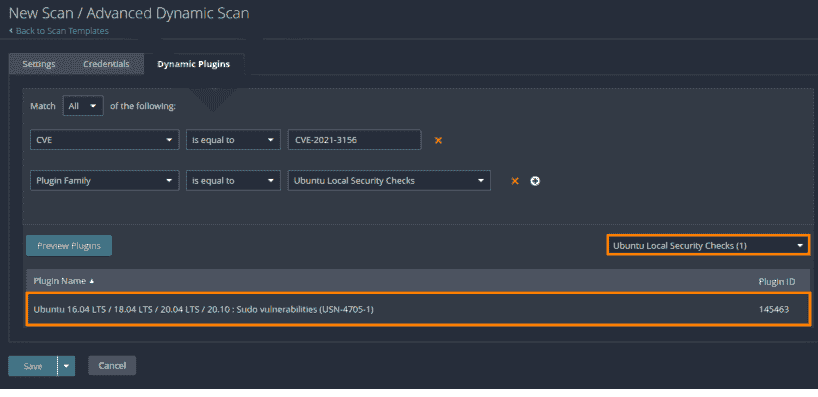 New Scan / Advanced Dynamic Scan
Back to Scan Templates
Settings Credentials Dynamic Plugins
Match All of the following:
CVE is equal to CVE-2021-3156
Plugin Family is equal to Ubuntu Local Security Checks
Preview Plugins Ubuntu Local Security Checks (1)
Plugin Name Plugin ID
Ubuntu 16.04 LTS / 18.04 LTS / 20.04 LTS / 20.10 : Sudo vulnerabilities (USN-4705-1) 145463
Save Cancel